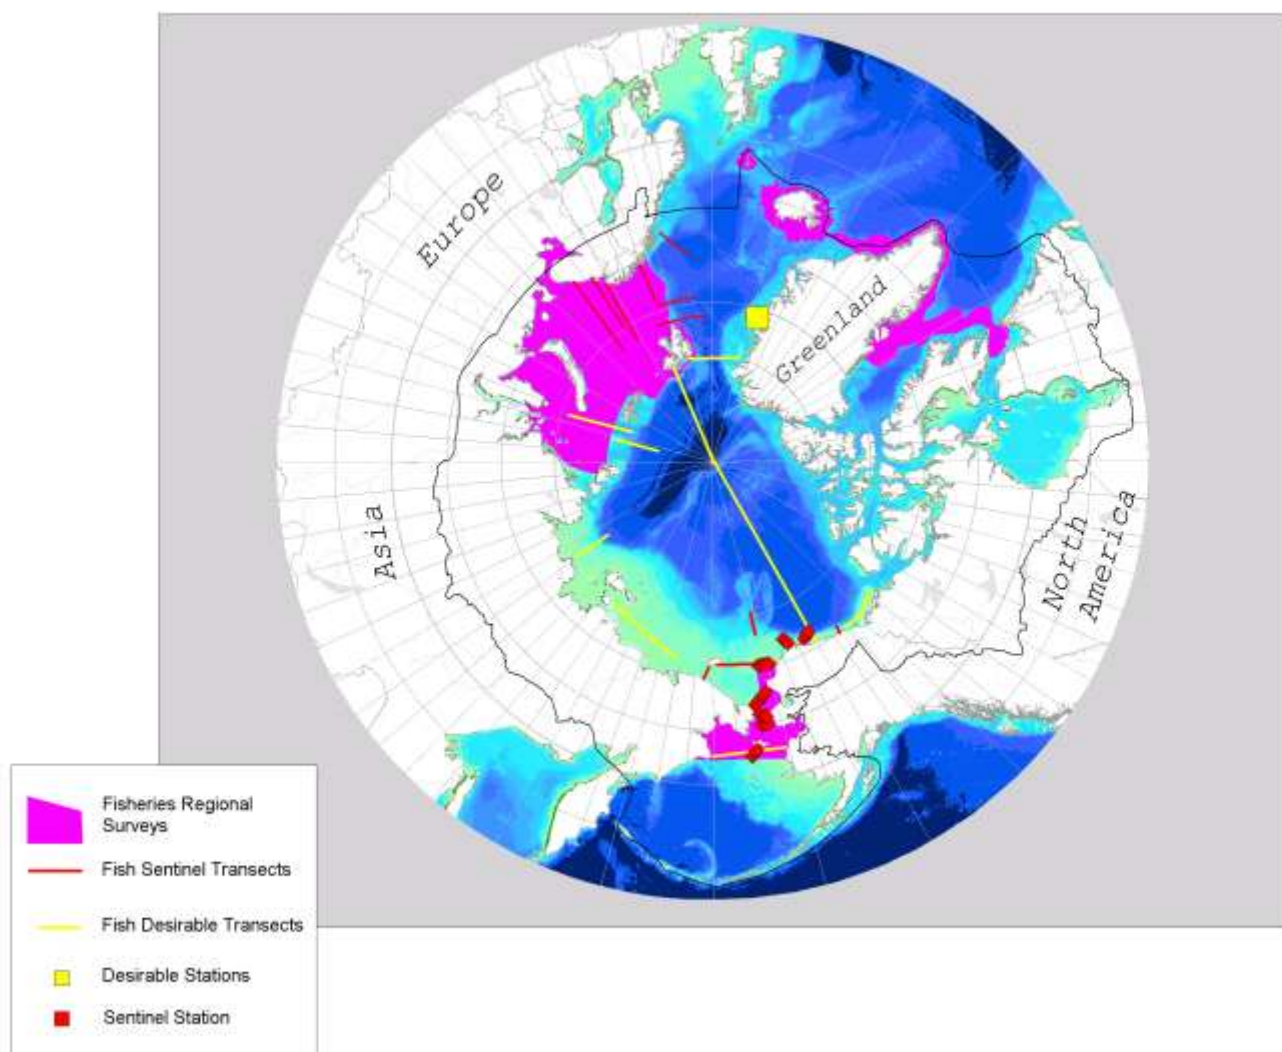 Europe
Greenland
Asia
North
America
Fisheries Regional
Surveys
Fish Sentinel Transects
Fish Desirable Transects
Desirable Stations
Sentinel Station